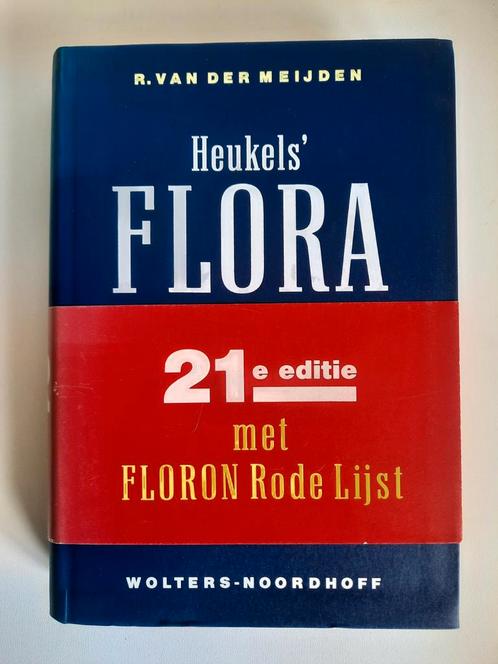 R. VAN DER MEIJDEN
Heukels’
FLORA
21e editie
met
FLORON Rode Lijst
WOLTERS-NOORDHOFF